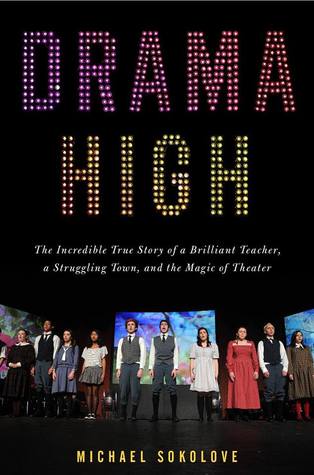 DRAMA
HIGH
The Incredible True Story of a Brilliant Teacher,
a Struggling Town, and the Magic of Theater
MICHAEL SOKOLOVE